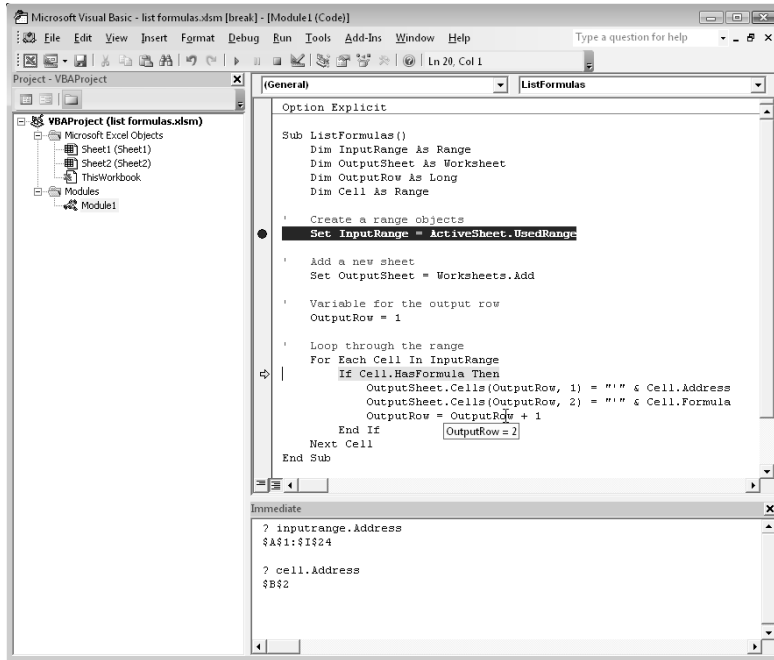 Microsoft Visual Basic - list formulas.xlsm [break] - [Module1 (Code)]
File Edit View Insert Format Debug Run Tools Add-Ins Window Help
Type a question for help
Ln 20, Col 1
Project - VBAProject
VBAProject (list formulas.xlsm)
Microsoft Excel Objects
Sheet1 (Sheet1)
Sheet2 (Sheet2)
ThisWorkbook
Modules
Module1
(General)
ListFormulas
Option Explicit
Sub ListFormulas()
Dim InputRange As Range
Dim OutputSheet As Worksheet
Dim OutputRow As Long
Dim Cell As Range
' Create a range objects
Set InputRange = ActiveSheet.UsedRange
' Add a new sheet
Set OutputSheet = Worksheets.Add
' Variable for the output row
OutputRow = 1
' Loop through the range
For Each Cell In InputRange
If Cell.HasFormula Then
OutputSheet.Cells(OutputRow, 1) = "'" & Cell.Address
OutputSheet.Cells(OutputRow, 2) = "'" & Cell.Formula
OutputRow = OutputRow + 1
End If
OutputRow = 2
Next Cell
End Sub
Immediate
? inputrange.Address
$A$1:$I$24
? cell.Address
$B$2